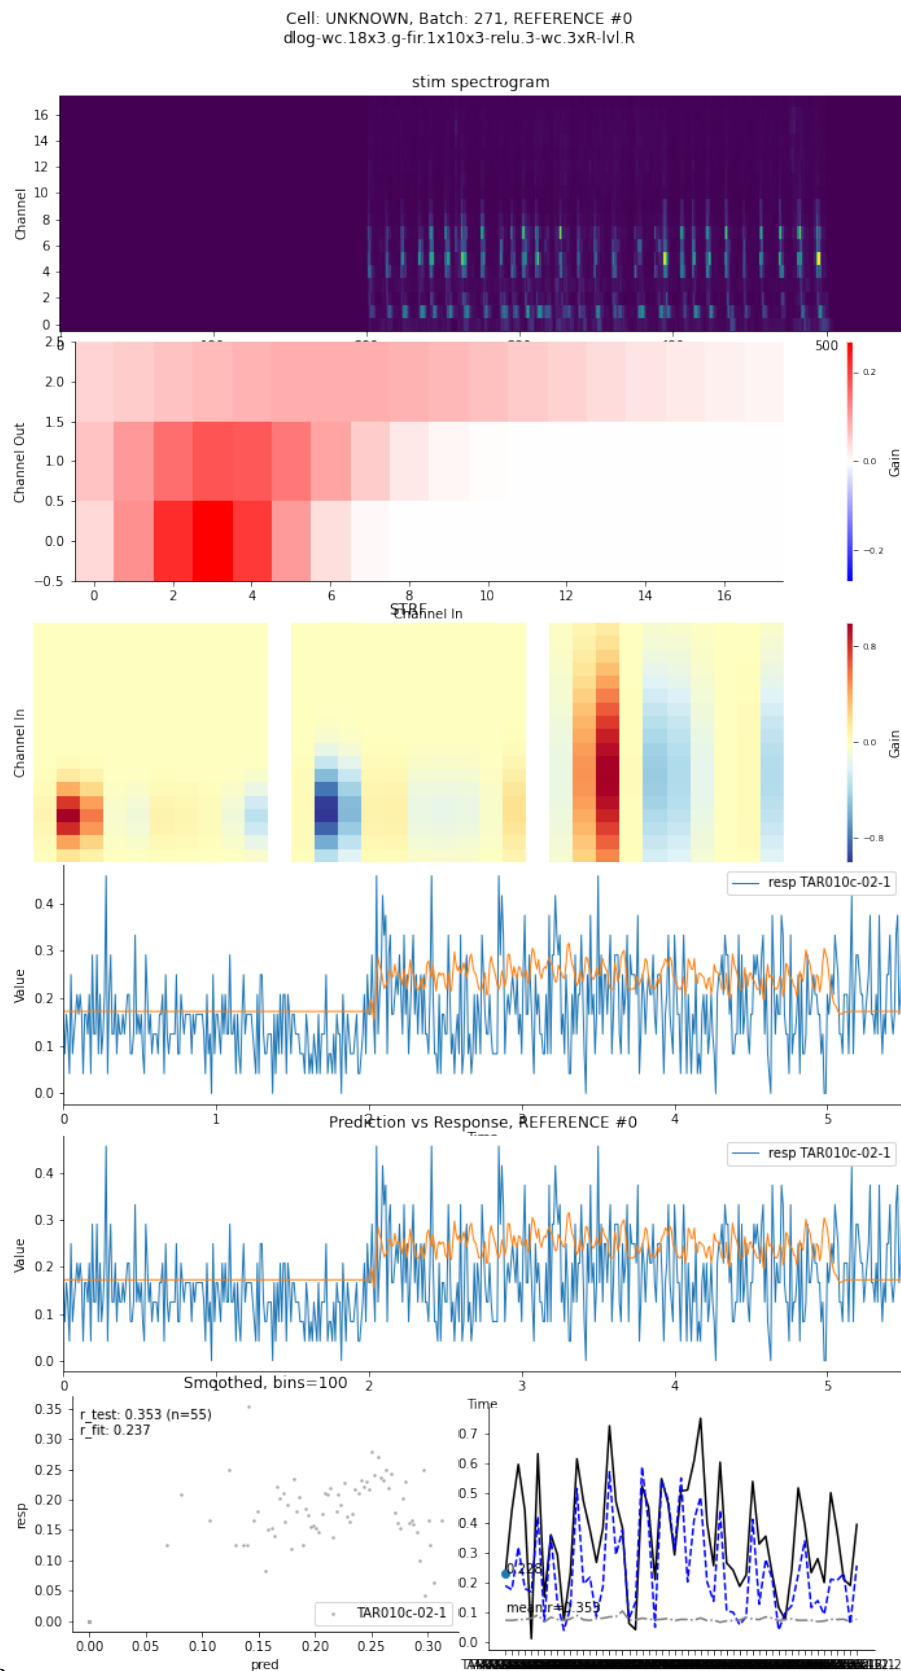 Cell: UNKNOWN, Batch: 271, REFERENCE #0
dlog-wc.18x3.g-fir.1x10x3-relu.3-wc.3xR-lvl.R
stim spectrogram
16
14
12
10
8
6
4
2
0
Channel
0
500
2.0
1.5
1.0
0.5
0.0
−0.5
Channel Out
0 2 4 6 8 10 12 14 16
Channel In
0.2
0.0
−0.2
Gain
STRF
Channel In
0.8
0.0
−0.8
Gain
resp TAR010c-02-1
0.4
0.3
0.2
0.1
0.0
Value
0 1 2 3 4 5
Time
Prediction vs Response, REFERENCE #0
resp TAR010c-02-1
0.4
0.3
0.2
0.1
0.0
Value
0 1 2 3 4 5
Time
Smoothed, bins=100
r_test: 0.353 (n=55)
r_fit: 0.237
0.35
0.30
0.25
0.20
0.15
0.10
0.05
0.00
resp
TAR010c-02-1
0.00 0.05 0.10 0.15 0.20 0.25 0.30
pred
0.7
0.6
0.5
0.4
0.3
0.2
0.1
0.0
0.228
mean r=0.353